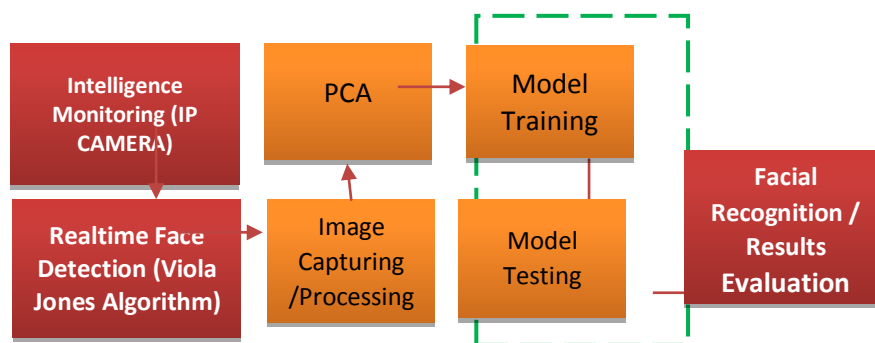 Intelligence
Monitoring (IP
CAMERA)
PCA
Model
Training
Realtime Face
Detection (Viola
Jones Algorithm)
Image
Capturing
/Processing
Model
Testing
Facial
Recognition /
Results
Evaluation